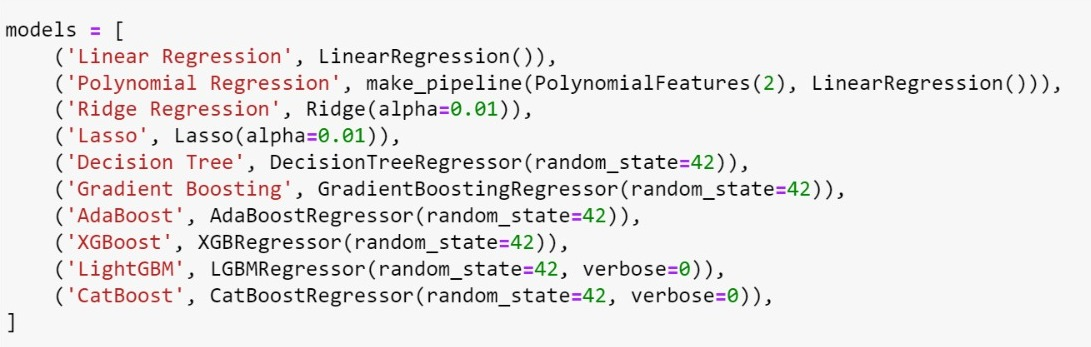 models = [
    ('Linear Regression', LinearRegression()),
    ('Polynomial Regression', make_pipeline(PolynomialFeatures(2), LinearRegression())),
    ('Ridge Regression', Ridge(alpha=0.01)),
    ('Lasso', Lasso(alpha=0.01)),
    ('Decision Tree', DecisionTreeRegressor(random_state=42)),
    ('Gradient Boosting', GradientBoostingRegressor(random_state=42)),
    ('AdaBoost', AdaBoostRegressor(random_state=42)),
    ('XGBoost', XGBRegressor(random_state=42)),
    ('LightGBM', LGBMRegressor(random_state=42, verbose=0)),
    ('CatBoost', CatBoostRegressor(random_state=42, verbose=0)),
]